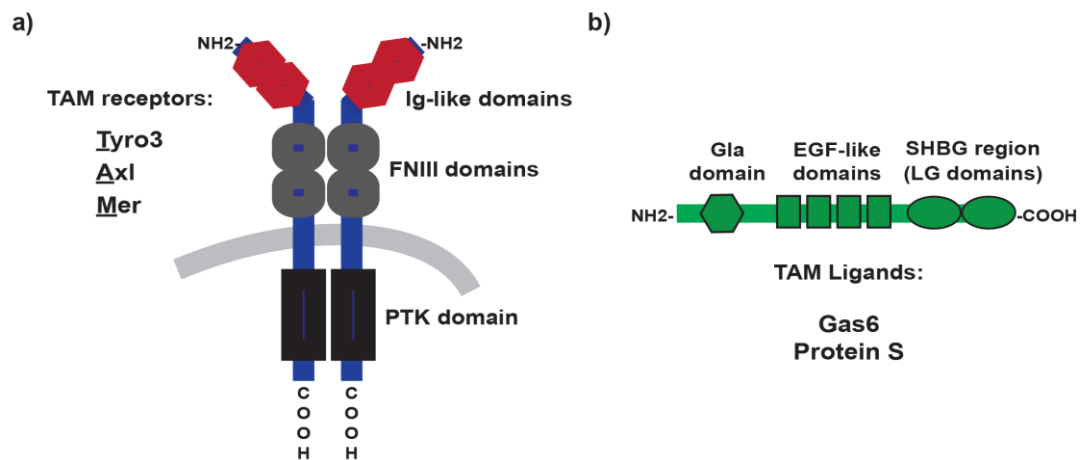 a)
NH2-
-NH2
TAM receptors:
Tyro3
Axl
Mer
Ig-like domains
FNIII domains
PTK domain
C
O
O
H
C
O
O
H
b)
Gla
domain
EGF-like
domains
SHBG region
(LG domains)
NH2-
-COOH
TAM Ligands:
Gas6
Protein S